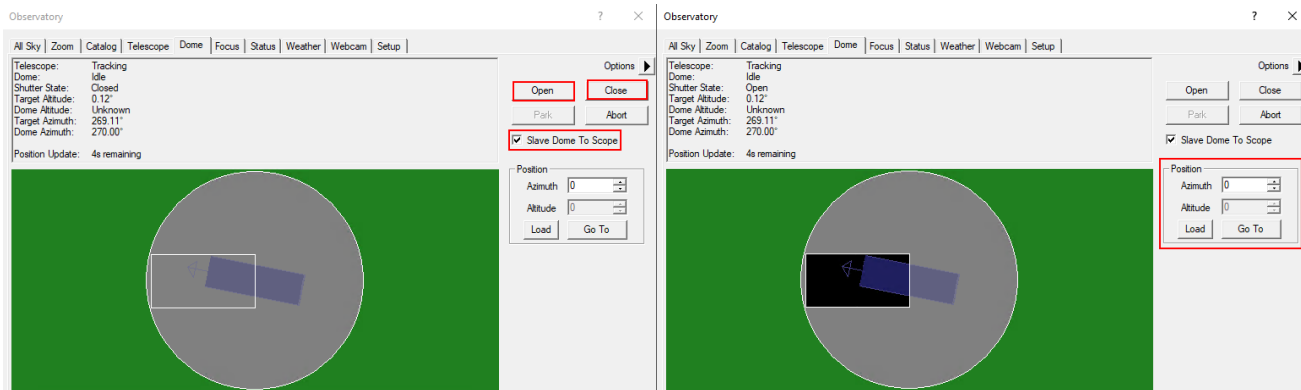 Observatory ? ×
All Sky Zoom Catalog Telescope Dome Focus Status Weather Webcam Setup
Telescope: Tracking
Dome: Idle
Shutter State: Closed
Target Altitude: 0.12°
Dome Altitude: Unknown
Target Azimuth: 269.11°
Dome Azimuth: 270.00°
Position Update: 4s remaining
Options
Open Close
Park Abort
Slave Dome To Scope
Position
Azimuth 0
Altitude 0
Load Go To
Observatory ? ×
All Sky Zoom Catalog Telescope Dome Focus Status Weather Webcam Setup
Telescope: Tracking
Dome: Idle
Shutter State: Open
Target Altitude: 0.12°
Dome Altitude: Unknown
Target Azimuth: 269.11°
Dome Azimuth: 270.00°
Position Update: 4s remaining
Options
Open Close
Park Abort
Slave Dome To Scope
Position
Azimuth 0
Altitude 0
Load Go To